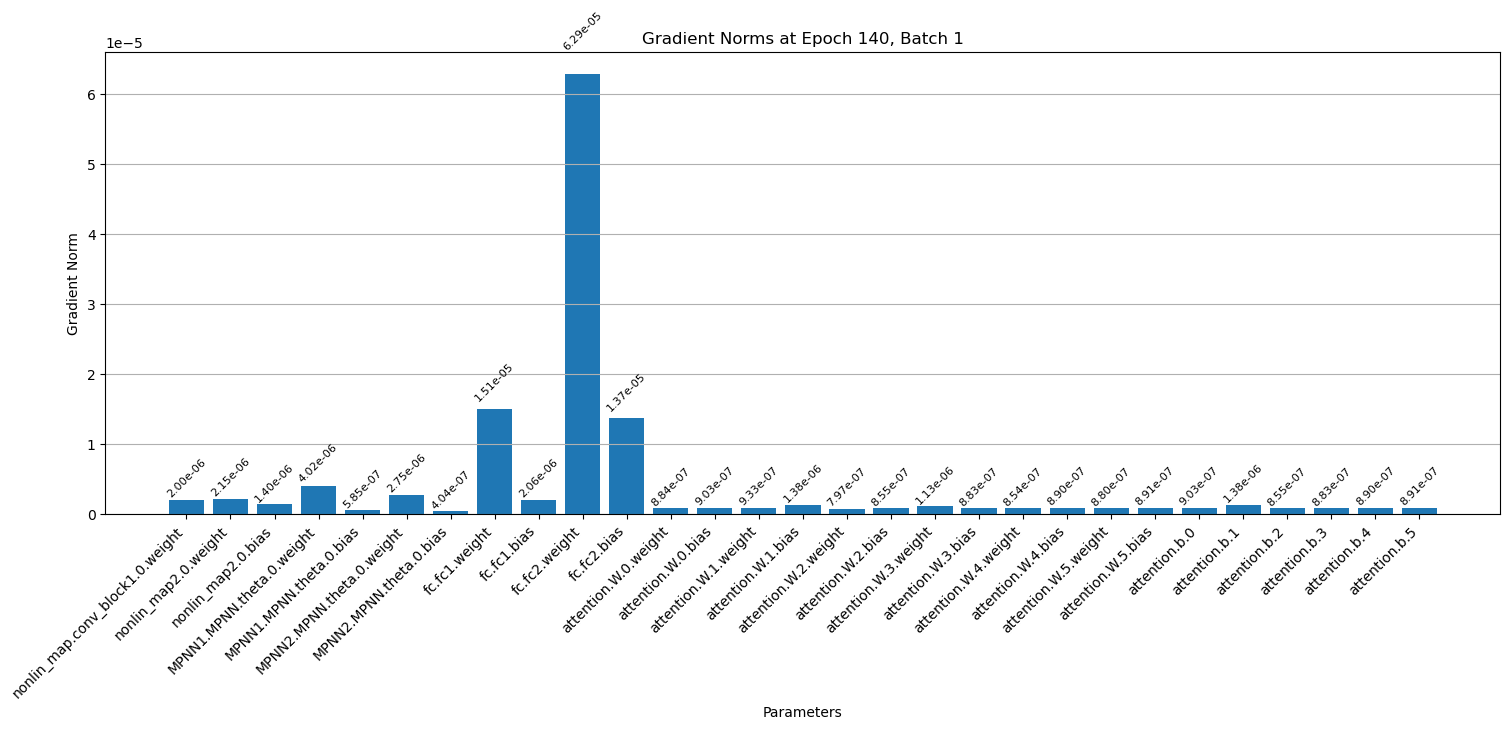 Gradient Norms at Epoch 140, Batch 1
1e−5
6
5
4
3
2
1
0
Gradient Norm
2.00e-06
2.15e-06
1.40e-06
4.02e-06
5.85e-07
2.75e-06
4.04e-07
1.51e-05
2.06e-06
6.29e-05
1.37e-05
8.84e-07
9.03e-07
9.33e-07
1.38e-06
7.97e-07
8.55e-07
1.13e-06
8.83e-07
8.54e-07
8.90e-07
8.80e-07
8.91e-07
9.03e-07
1.38e-06
8.55e-07
8.83e-07
8.90e-07
8.91e-07
nonlin_map.conv_block1.0.weight
nonlin_map2.0.weight
nonlin_map2.0.bias
MPNN1.MPNN.theta.0.weight
MPNN1.MPNN.theta.0.bias
MPNN2.MPNN.theta.0.weight
MPNN2.MPNN.theta.0.bias
fc.fc1.weight
fc.fc1.bias
fc.fc2.weight
fc.fc2.bias
attention.W.0.weight
attention.W.0.bias
attention.W.1.weight
attention.W.1.bias
attention.W.2.weight
attention.W.2.bias
attention.W.3.weight
attention.W.3.bias
attention.W.4.weight
attention.W.4.bias
attention.W.5.weight
attention.W.5.bias
attention.b.0
attention.b.1
attention.b.2
attention.b.3
attention.b.4
attention.b.5
Parameters